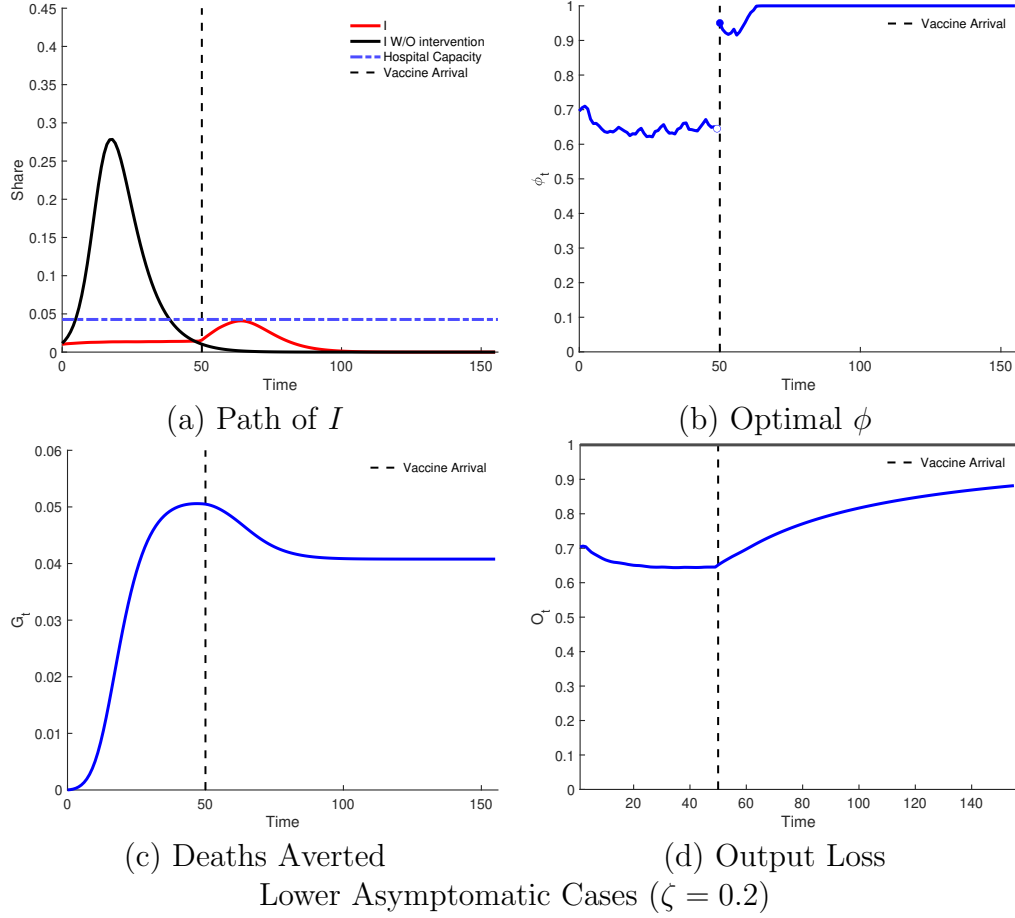 0.45
0.4
0.35
0.3
0.25
0.2
0.15
0.1
0.05
0
Share
0 50 100 150
Time
I
I W/O intervention
Hospital Capacity
Vaccine Arrival
(a) Path of I
1
0.9
0.8
0.7
0.6
0.5
0.4
0.3
0.2
0.1
0
ϕt
0 50 100 150
Time
Vaccine Arrival
(b) Optimal ϕ
0.06
0.05
0.04
0.03
0.02
0.01
0
Gt
0 50 100 150
Time
Vaccine Arrival
(c) Deaths Averted
1
0.9
0.8
0.7
0.6
0.5
0.4
0.3
0.2
0.1
0
Ot
20 40 60 80 100 120 140
Time
Vaccine Arrival
(d) Output Loss
Lower Asymptomatic Cases (ζ = 0.2)